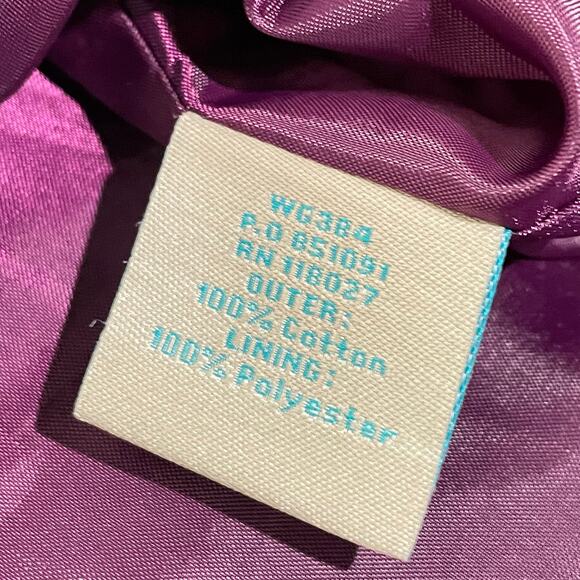 WG384
P.O 851091
RN 118027
OUTER:
100% Cotton
LINING:
100% Polyester